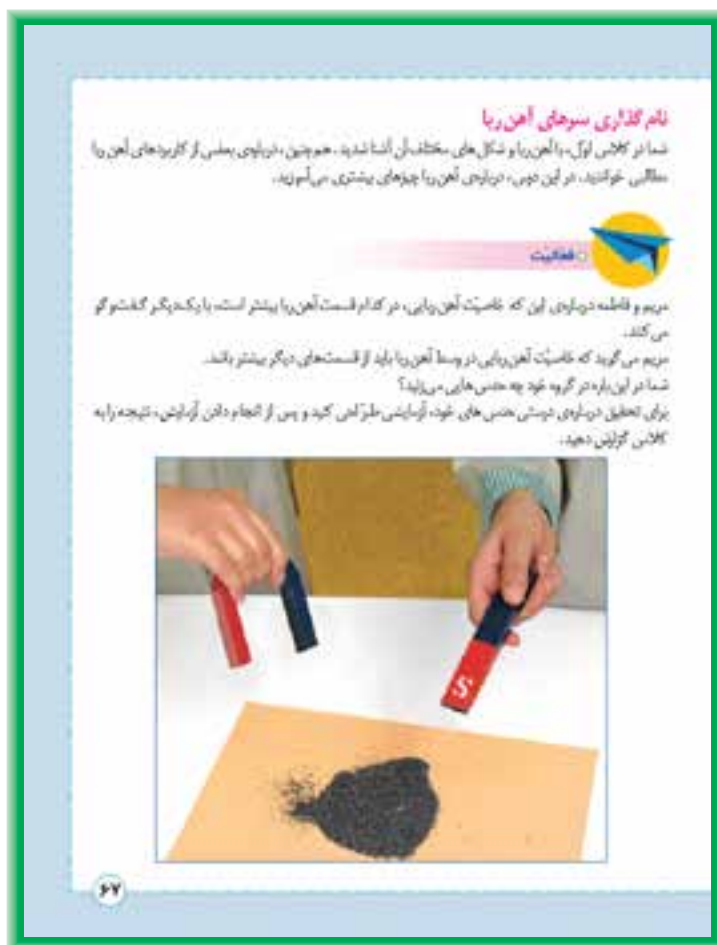 نام گذاری سرهای آهن ربا
شما در کلاس اوّل، با آهن ربا و شکل های مختلف آن آشنا شدید. هم چنین، درباره‌ی بعضی از کاربردهای آهن ربا
مطالبی خواندید. در این درس، درباره‌ی آهن ربا چیزهای بیشتری می‌آموزید.
فعّالیّت
مریم و فاطمه درباره‌ی این که خاصیّت آهن ربایی، در کدام قسمت آهن ربا بیشتر است، با یک‌دیگر گفت‌و‌گو
می کنند.
مریم می گوید که خاصیّت آهن ربایی در وسط آهن ربا باید از قسمت‌های دیگر بیشتر باشد.
شما در این باره در گروه خود چه حدس هایی می‌زنید؟
برای تحقیق درباره‌ی درستی حدس های خود، آزمایشی طرّاحی کنید و پس از انجام دادن آزمایش، نتیجه را به
کلاس گزارش دهید.
S
۶۷